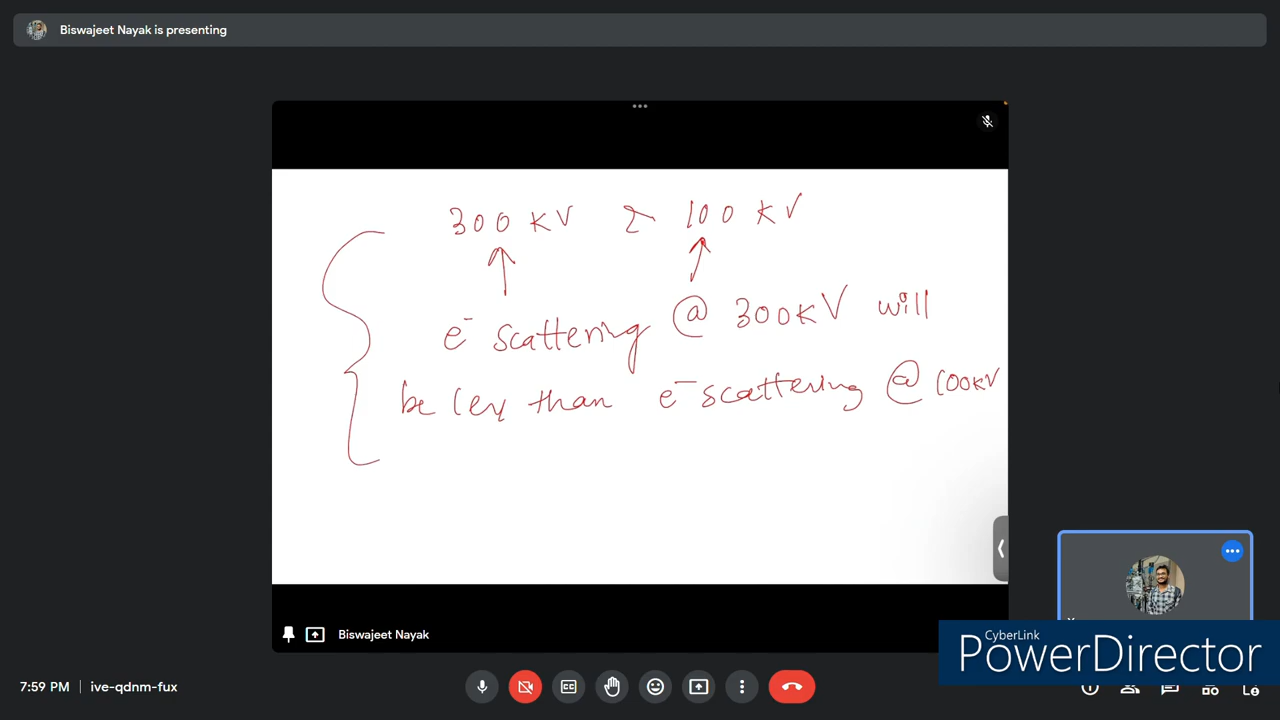 Biswajeet Nayak is presenting
300 KV & 100 KV
e⁻ scattering @ 300KV will
be less than e⁻ scattering @ 100KV
Biswajeet Nayak
CyberLink
PowerDirector
7:59 PM | ive-qdnm-fux